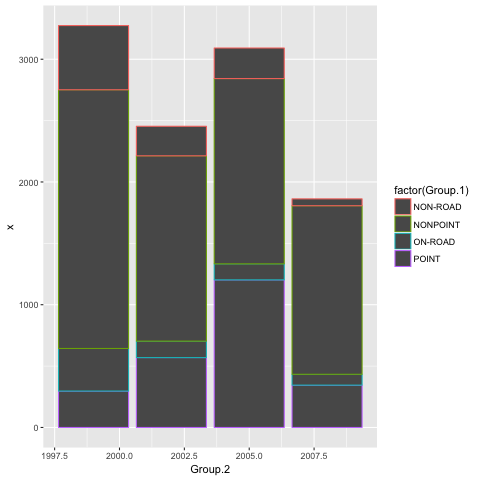 3000
2000
1000
0
x
1997.5 2000.0 2002.5 2005.0 2007.5
Group.2
factor(Group.1)
NON-ROAD
NONPOINT
ON-ROAD
POINT